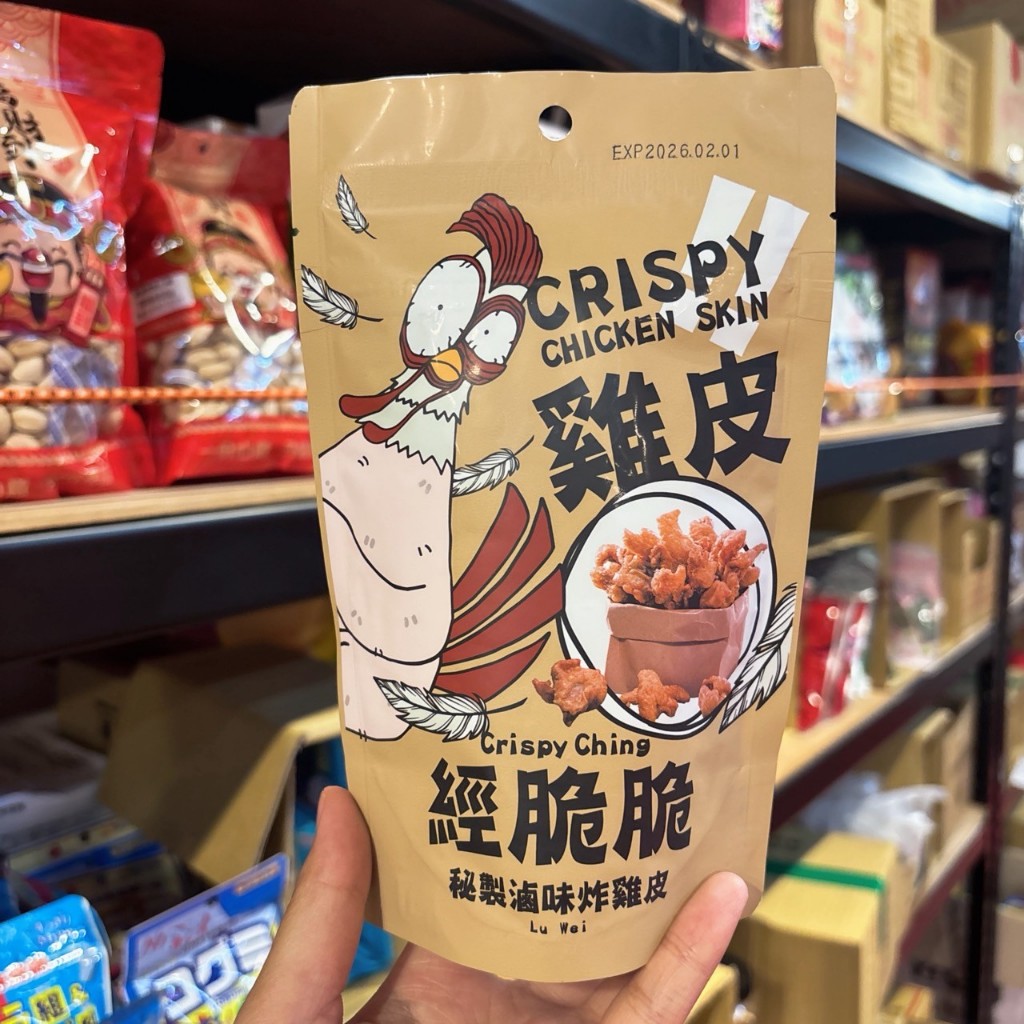 EXP2026.02.01
CRISPY
CHICKEN SKIN
雞皮
Crispy Ching
經脆脆
秘製滷味炸雞皮
Lu Wei